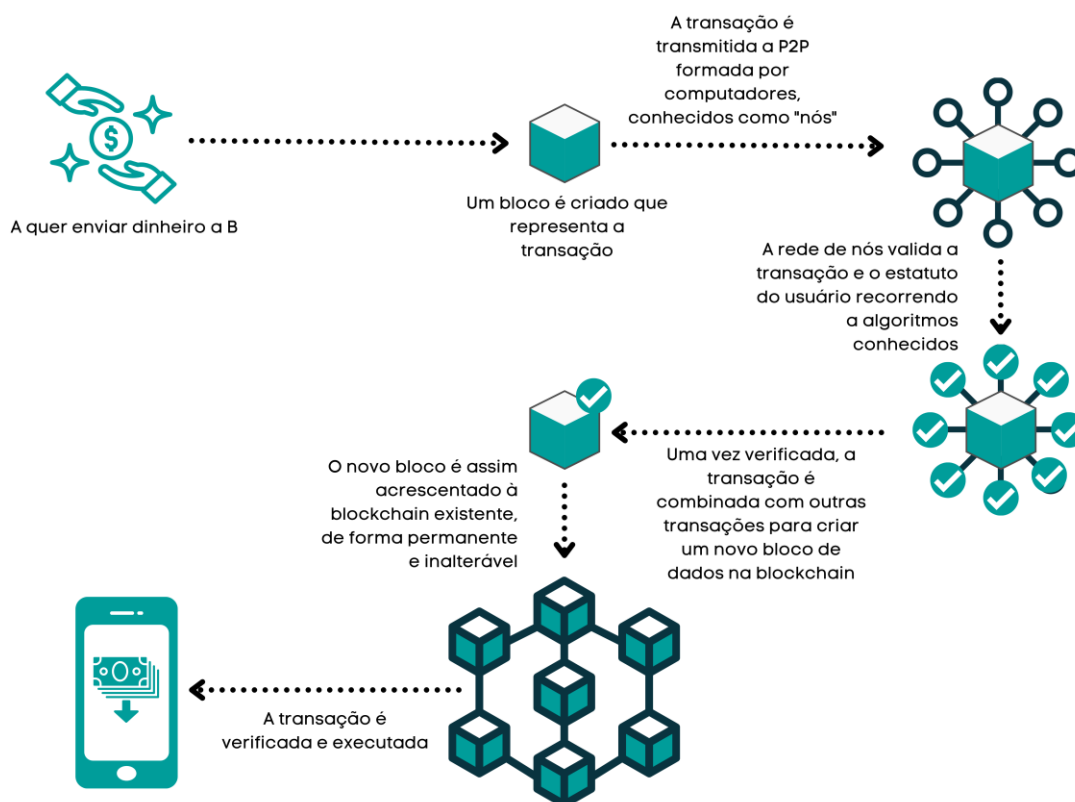 A quer enviar dinheiro a B
Um bloco é criado que
representa a
transação
A transação é
transmitida a P2P
formada por
computadores,
conhecidos como "nós"
A rede de nós valida a
transação e o estatuto
do usuário recorrendo
a algoritmos
conhecidos
Uma vez verificada, a
transação é
combinada com outras
transações para criar
um novo bloco de
dados na blockchain
O novo bloco é assim
acrescentado à
blockchain existente,
de forma permanente
e inalterável
A transação é
verificada e executada